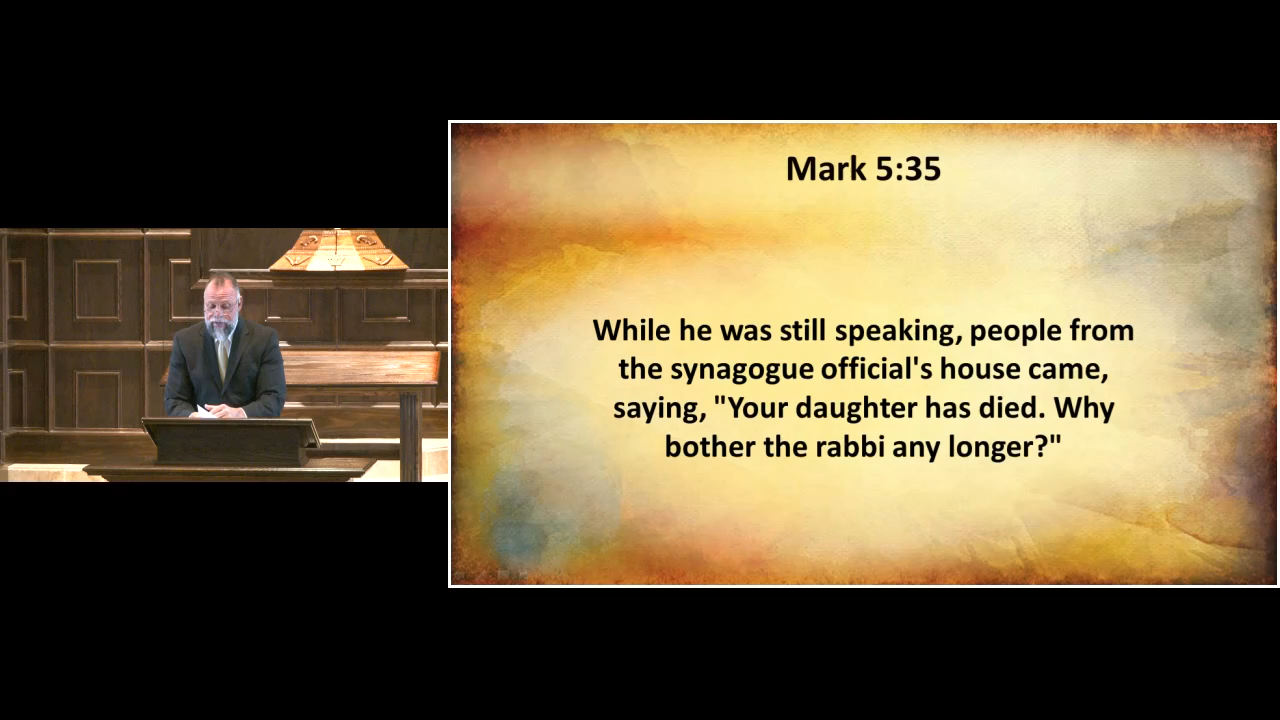 Mark 5:35
While he was still speaking, people from
the synagogue official's house came,
saying, "Your daughter has died. Why
bother the rabbi any longer?"